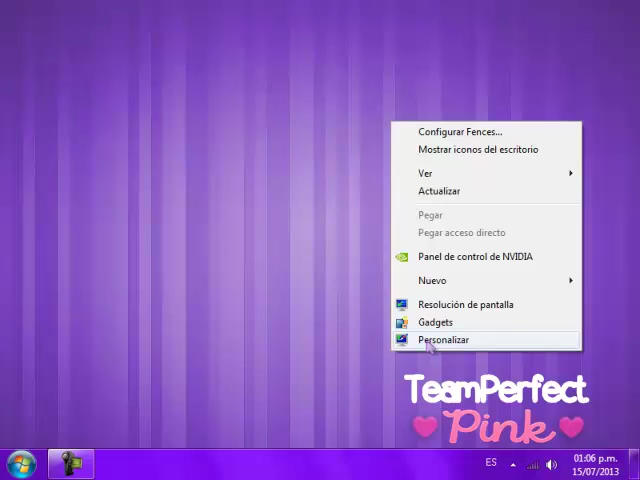 Configurar Fences...
Mostrar iconos del escritorio
Ver
Actualizar
Pegar
Pegar acceso directo
Panel de control de NVIDIA
Nuevo
Resolución de pantalla
Gadgets
Personalizar
TeamPerfect
Pink
ES
01:06 p.m.
15/07/2013